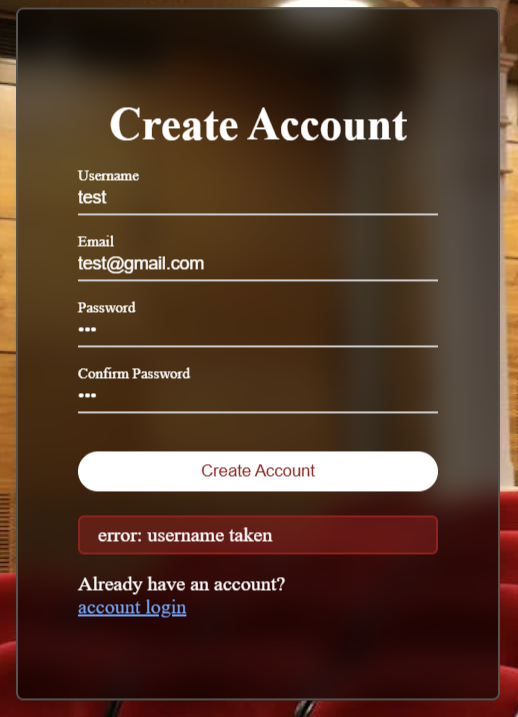 Create Account
Username
test
Email
test@gmail.com
Password
•••
Confirm Password
•••
Create Account
error: username taken
Already have an account?
account login